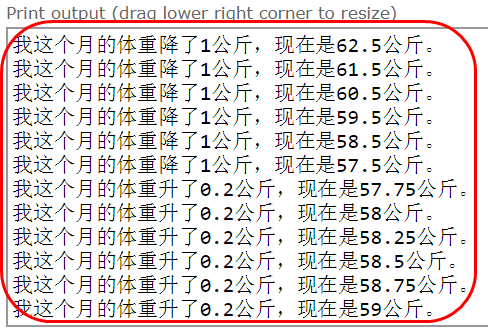 Print output (drag lower right corner to resize)
我这个月的体重降了1公斤，现在是62.5公斤。
我这个月的体重降了1公斤，现在是61.5公斤。
我这个月的体重降了1公斤，现在是60.5公斤。
我这个月的体重降了1公斤，现在是59.5公斤。
我这个月的体重降了1公斤，现在是58.5公斤。
我这个月的体重降了1公斤，现在是57.5公斤。
我这个月的体重升了0.2公斤，现在是57.75公斤。
我这个月的体重升了0.2公斤，现在是58公斤。
我这个月的体重升了0.2公斤，现在是58.25公斤。
我这个月的体重升了0.2公斤，现在是58.5公斤。
我这个月的体重升了0.2公斤，现在是58.75公斤。
我这个月的体重升了0.2公斤，现在是59公斤。